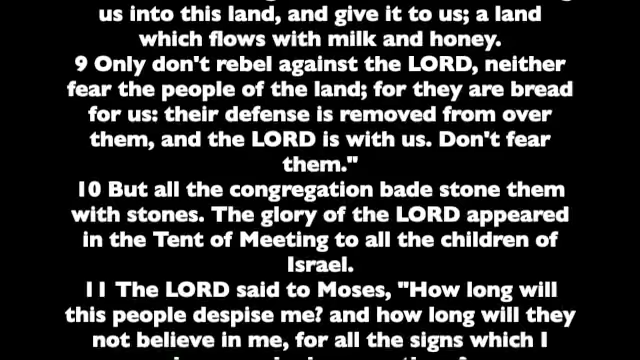 us into this land, and give it to us; a land
which flows with milk and honey.
9 Only don't rebel against the LORD, neither
fear the people of the land; for they are bread
for us: their defense is removed from over
them, and the LORD is with us. Don't fear
them."
10 But all the congregation bade stone them
with stones. The glory of the LORD appeared
in the Tent of Meeting to all the children of
Israel.
11 The LORD said to Moses, "How long will
this people despise me? and how long will they
not believe in me, for all the signs which I